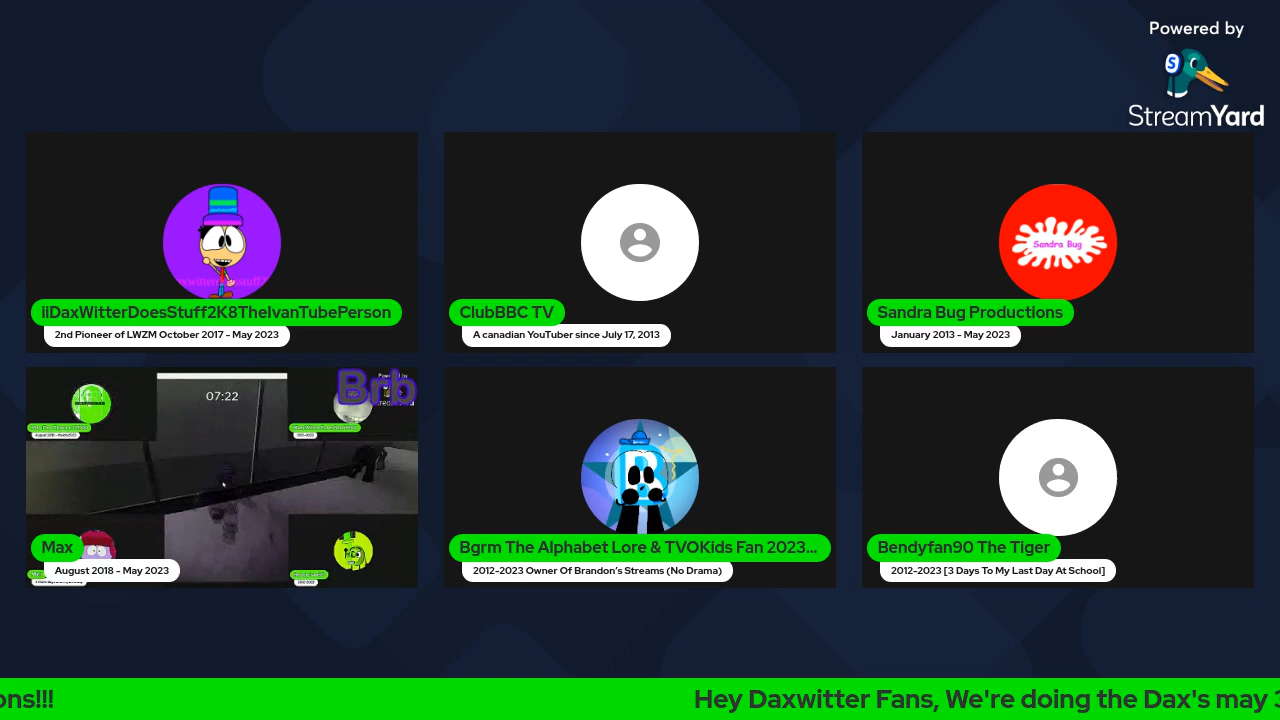 Powered by
StreamYard
iiDaxWitterDoesStuff2K8TheIvanTubePerson
2nd Pioneer of LWZM October 2017 - May 2023
ClubBBC TV
A canadian YouTuber since July 17, 2013
Sandra Bug
Sandra Bug Productions
January 2013 - May 2023
Brb
07:22
Max
August 2018 - May 2023
Bgrm The Alphabet Lore & TVOKids Fan 2023...
2012-2023 Owner Of Brandon's Streams (No Drama)
Bendyfan90 The Tiger
2012-2023 [3 Days To My Last Day At School]
ons!!! Hey Daxwitter Fans, We're doing the Dax's may